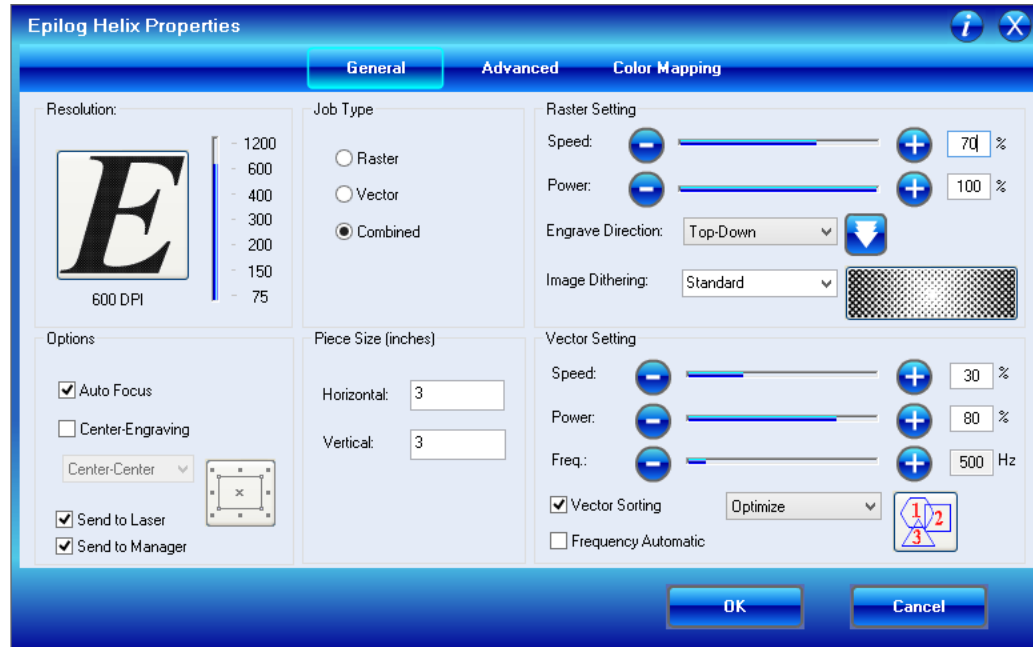 Epilog Helix Properties
i X
General Advanced Color Mapping
Resolution:
E
600 DPI
1200
600
400
300
200
150
75
Job Type
Raster
Vector
Combined
Raster Setting
Speed: 70 %
Power: 100 %
Engrave Direction: Top-Down
Image Dithering: Standard
Options
Auto Focus
Center-Engraving
Center-Center
Send to Laser
Send to Manager
Piece Size (inches)
Horizontal: 3
Vertical: 3
Vector Setting
Speed: 30 %
Power: 80 %
Freq.: 500 Hz
Vector Sorting Optimize
1 2
3
Frequency Automatic
OK Cancel